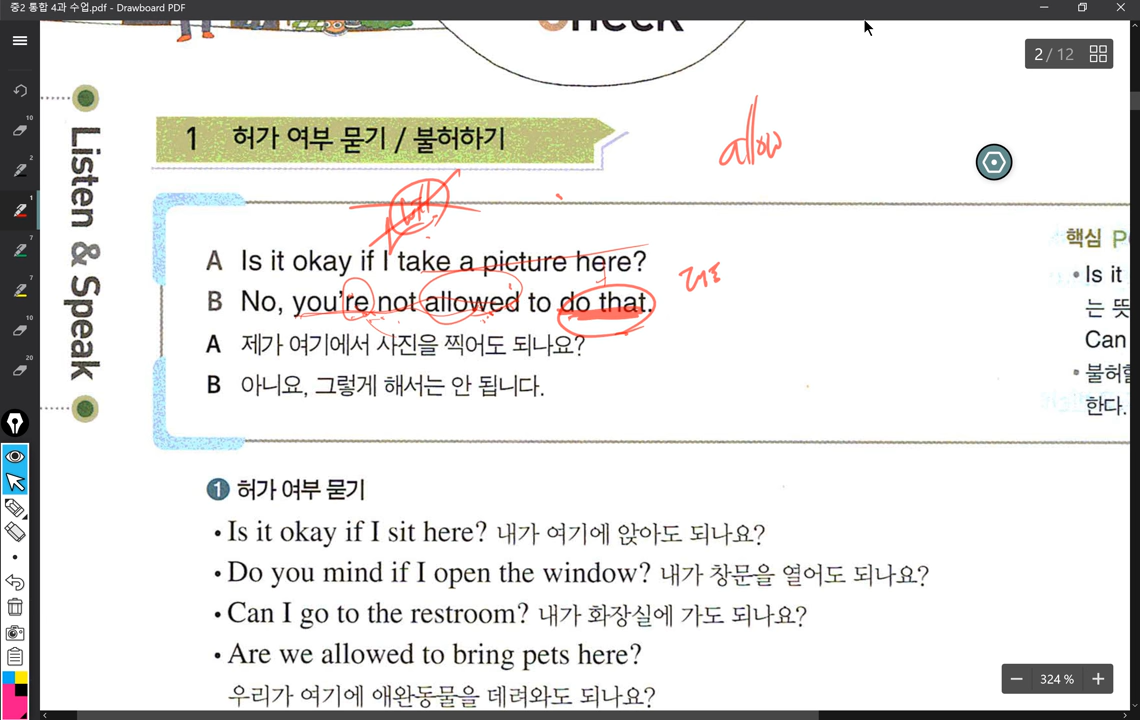 중2 통합 4과 수업.pdf - Drawboard PDF
2 / 12
Listen & Speak
1 허가 여부 묻기 / 불허하기
allow
A Is it okay if I take a picture here?
B No, you're not allowed to do that.
A 제가 여기에서 사진을 찍어도 되나요?
B 아니요, 그렇게 해서는 안 됩니다.
핵심 P
• Is it
는 뜻
Can
• 불허할
한다.
1 허가 여부 묻기
• Is it okay if I sit here? 내가 여기에 앉아도 되나요?
• Do you mind if I open the window? 내가 창문을 열어도 되나요?
• Can I go to the restroom? 내가 화장실에 가도 되나요?
• Are we allowed to bring pets here?
우리가 여기에 애완동물을 데려와도 되나요?
324 %
10
2
1
7
7
10
20